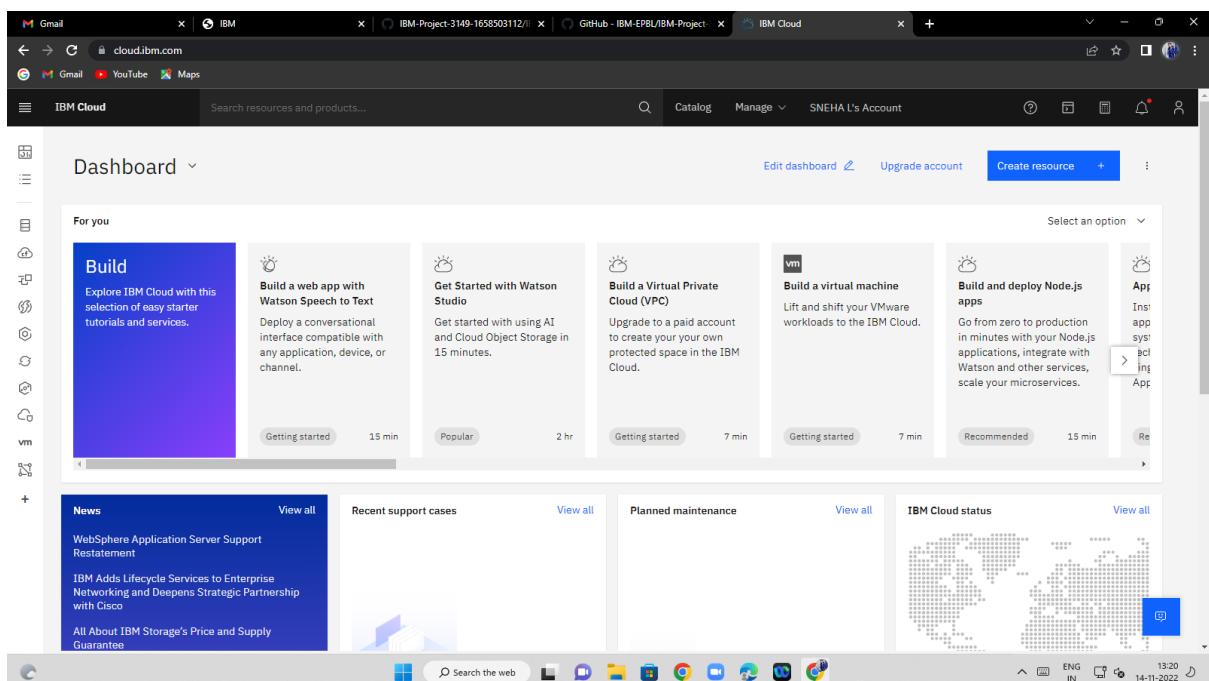 Gmail
IBM
IBM-Project-3149-1658503112/I
GitHub - IBM-EPBL/IBM-Project-
IBM Cloud
cloud.ibm.com
Gmail
YouTube
Maps
IBM Cloud
Search resources and products...
Catalog
Manage
SNEHA L's Account
Dashboard
Edit dashboard
Upgrade account
Create resource +
For you
Select an option
Build
Explore IBM Cloud with this
selection of easy starter
tutorials and services.
Build a web app with
Watson Speech to Text
Deploy a conversational
interface compatible with
any application, device, or
channel.
Getting started
15 min
Get Started with Watson
Studio
Get started with using AI
and Cloud Object Storage in
15 minutes.
Popular
2 hr
Build a Virtual Private
Cloud (VPC)
Upgrade to a paid account
to create your your own
protected space in the IBM
Cloud.
Getting started
7 min
vm
Build a virtual machine
Lift and shift your VMware
workloads to the IBM Cloud.
Getting started
7 min
Build and deploy Node.js
apps
Go from zero to production
in minutes with your Node.js
applications, integrate with
Watson and other services,
scale your microservices.
Recommended
15 min
App
Inst
app
syst
App
Re
vm
News
View all
WebSphere Application Server Support
Restatement
IBM Adds Lifecycle Services to Enterprise
Networking and Deepens Strategic Partnership
with Cisco
All About IBM Storage's Price and Supply
Guarantee
Recent support cases
View all
Planned maintenance
View all
IBM Cloud status
View all
Search the web
ENG
IN
13:20
14-11-2022